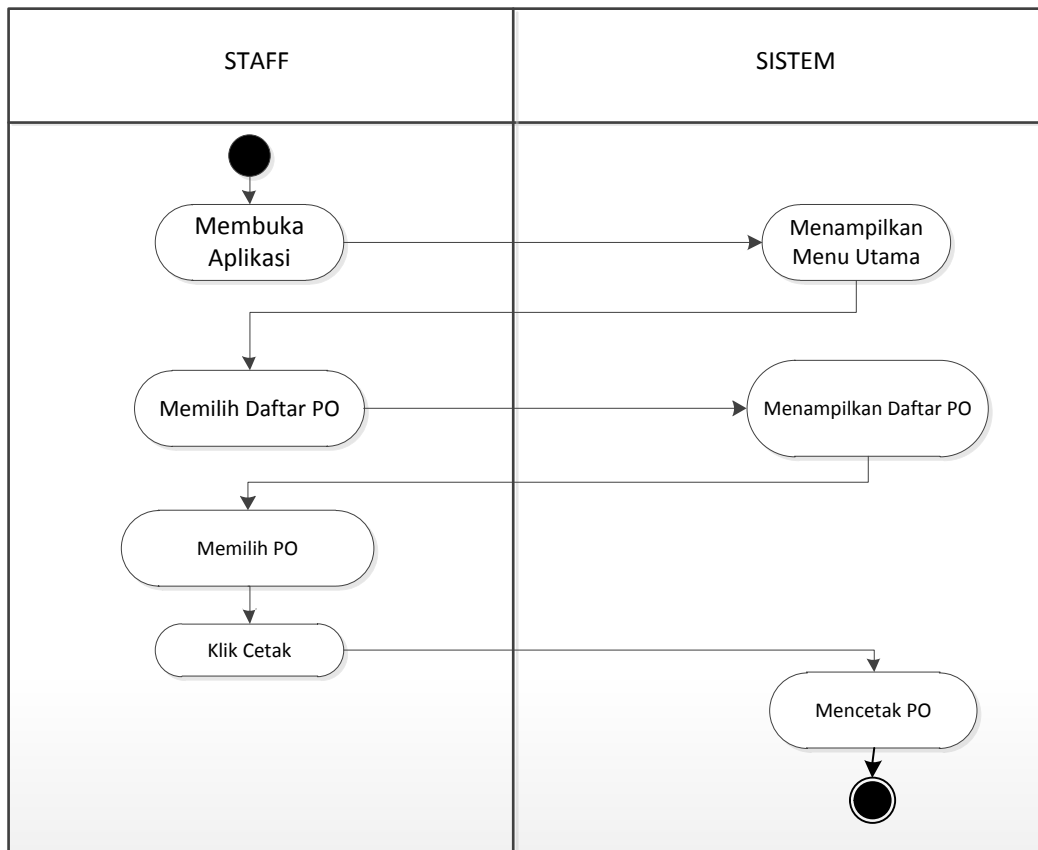 STAFF
SISTEM
Membuka
Aplikasi
Menampilkan
Menu Utama
Memilih Daftar PO
Menampilkan Daftar PO
Memilih PO
Klik Cetak
Mencetak PO